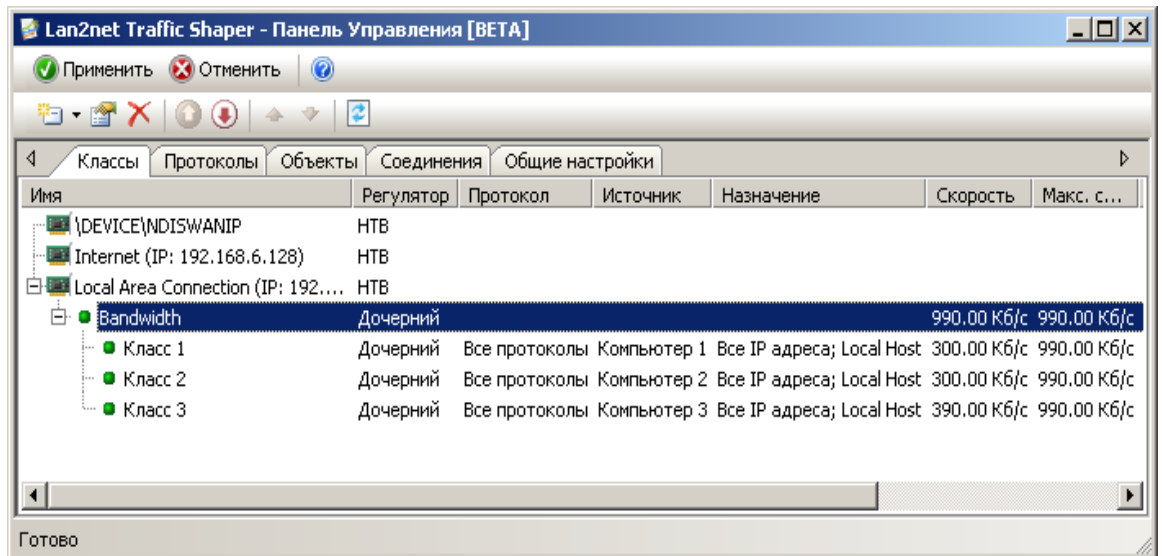 Lan2net Traffic Shaper - Панель Управления [BETA]
Применить Отменить
Классы Протоколы Объекты Соединения Общие настройки
Имя Регулятор Протокол Источник Назначение Скорость Макс. с...
\DEVICE\NDISWANIP HTB
Internet (IP: 192.168.6.128) HTB
Local Area Connection (IP: 192.... HTB
Bandwidth Дочерний 990.00 Кб/с 990.00 Кб/с
Класс 1 Дочерний Все протоколы Компьютер 1 Все IP адреса; Local Host 300.00 Кб/с 990.00 Кб/с
Класс 2 Дочерний Все протоколы Компьютер 2 Все IP адреса; Local Host 300.00 Кб/с 990.00 Кб/с
Класс 3 Дочерний Все протоколы Компьютер 3 Все IP адреса; Local Host 390.00 Кб/с 990.00 Кб/с
Готово